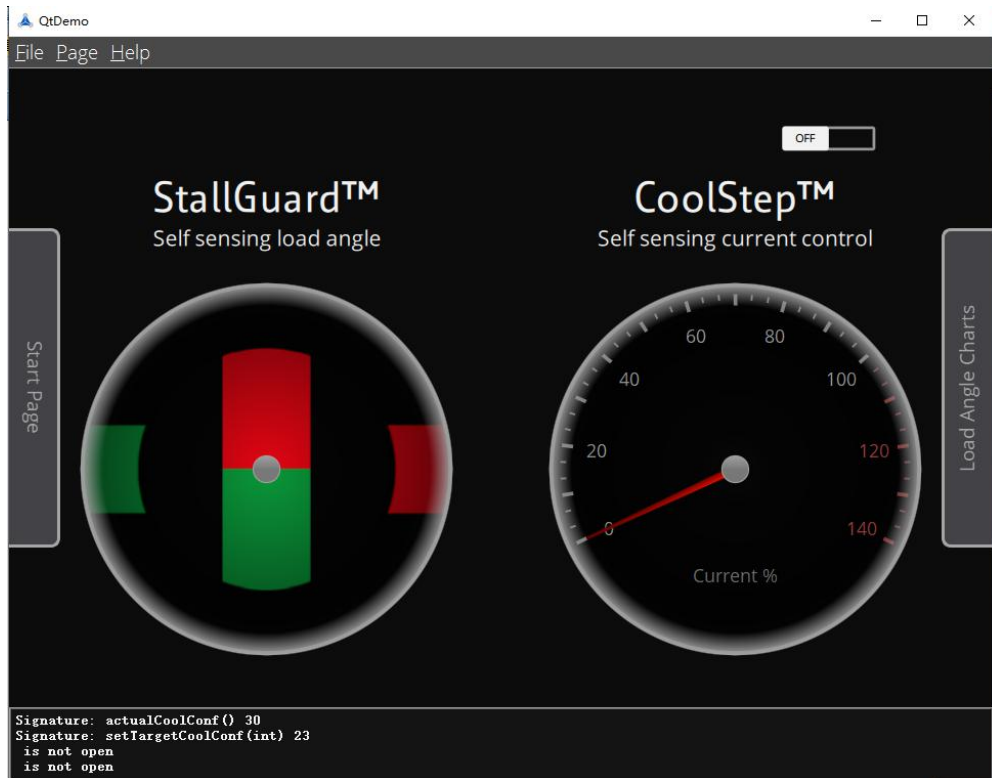 QtDemo
File Page Help
OFF
StallGuard™
Self sensing load angle
CoolStep™
Self sensing current control
Start Page
Load Angle Charts
0
20
40
60
80
100
120
140
Current %
Signature: actualCoolConf() 30
Signature: setTargetCoolConf(int) 23
is not open
is not open